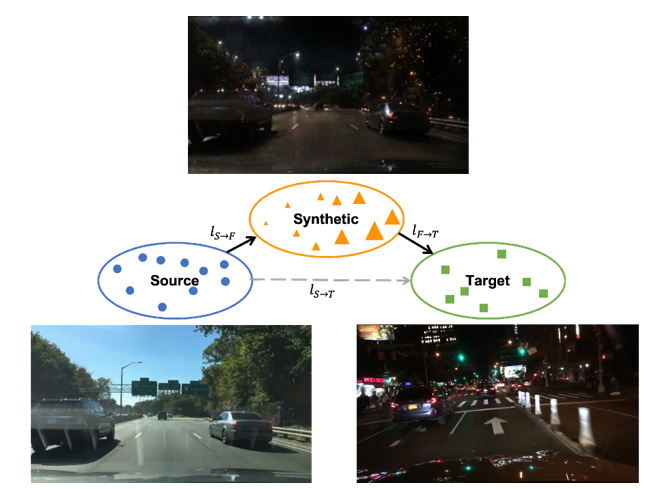 Synthetic
l_{S→F}
l_{F→T}
Source
Target
l_{S→T}